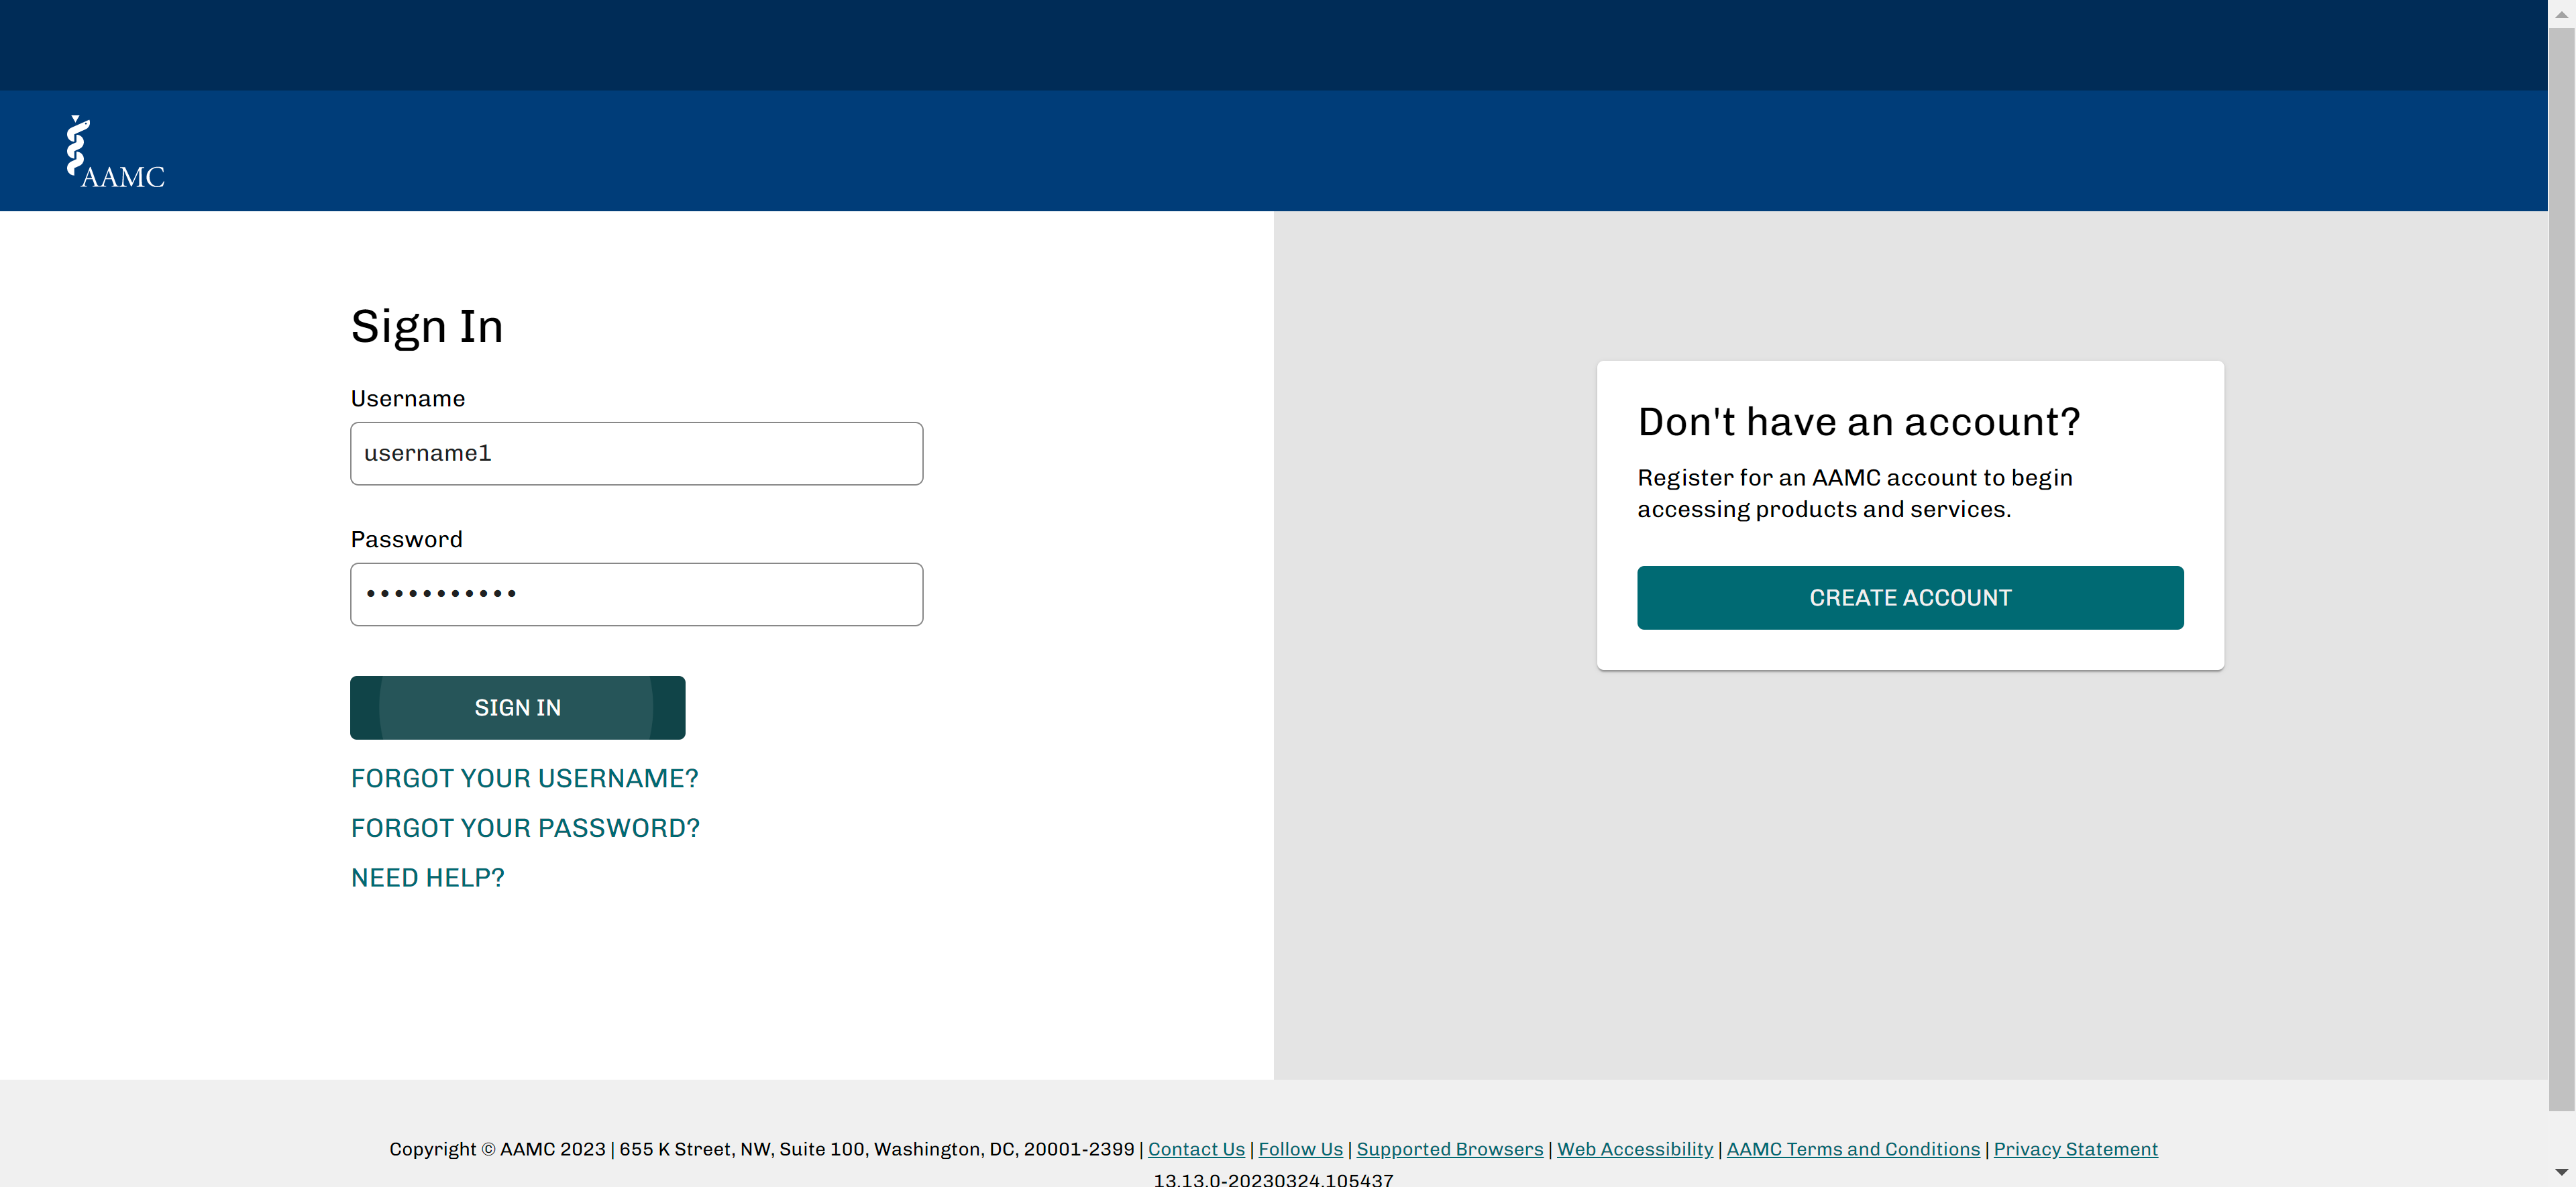 AAMC
Sign In
Username
username1
Password
•••••••••••
SIGN IN
FORGOT YOUR USERNAME?
FORGOT YOUR PASSWORD?
NEED HELP?
Don't have an account?
Register for an AAMC account to begin
accessing products and services.
CREATE ACCOUNT
Copyright © AAMC 2023 | 655 K Street, NW, Suite 100, Washington, DC, 20001-2399 | Contact Us | Follow Us | Supported Browsers | Web Accessibility | AAMC Terms and Conditions | Privacy Statement
13.13.0-20230324.105437